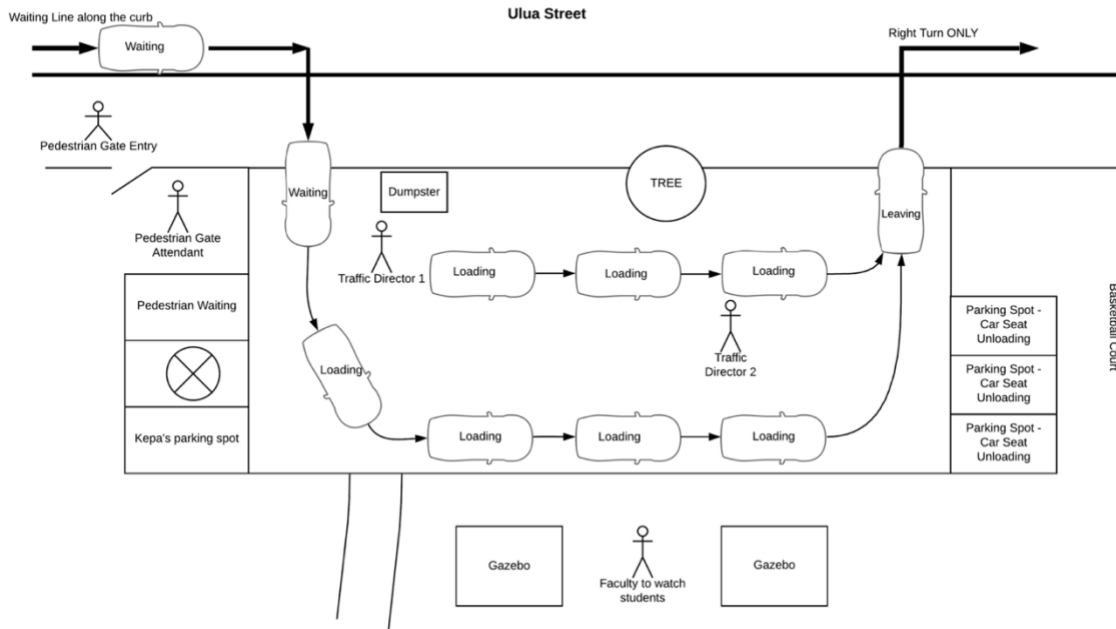 Ulua Street
Waiting Line along the curb
Waiting
Right Turn ONLY
Pedestrian Gate Entry
Waiting
Dumpster
TREE
Leaving
Pedestrian Gate
Attendant
Traffic Director 1
Loading
Loading
Loading
Pedestrian Waiting
Traffic
Director 2
Parking Spot -
Car Seat
Unloading
Basketball Court
Loading
Parking Spot -
Car Seat
Unloading
Kepa's parking spot
Loading
Loading
Loading
Parking Spot -
Car Seat
Unloading
Gazebo
Faculty to watch
students
Gazebo